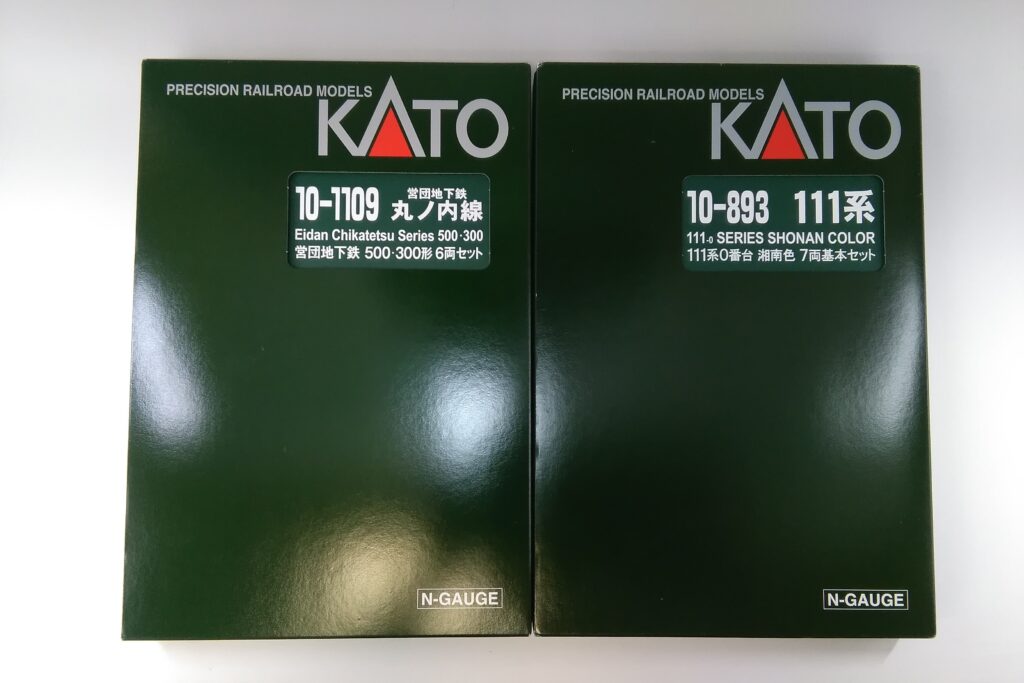 PRECISION RAILROAD MODELS
KATO
10-1109 営団地下鉄 丸ノ内線
Eidan Chikatetsu Series 500·300
営団地下鉄 500·300形 6両セット
N-GAUGE
PRECISION RAILROAD MODELS
KATO
10-893 111系
111-0 SERIES SHONAN COLOR
111系0番台 湘南色 7両基本セット
N-GAUGE